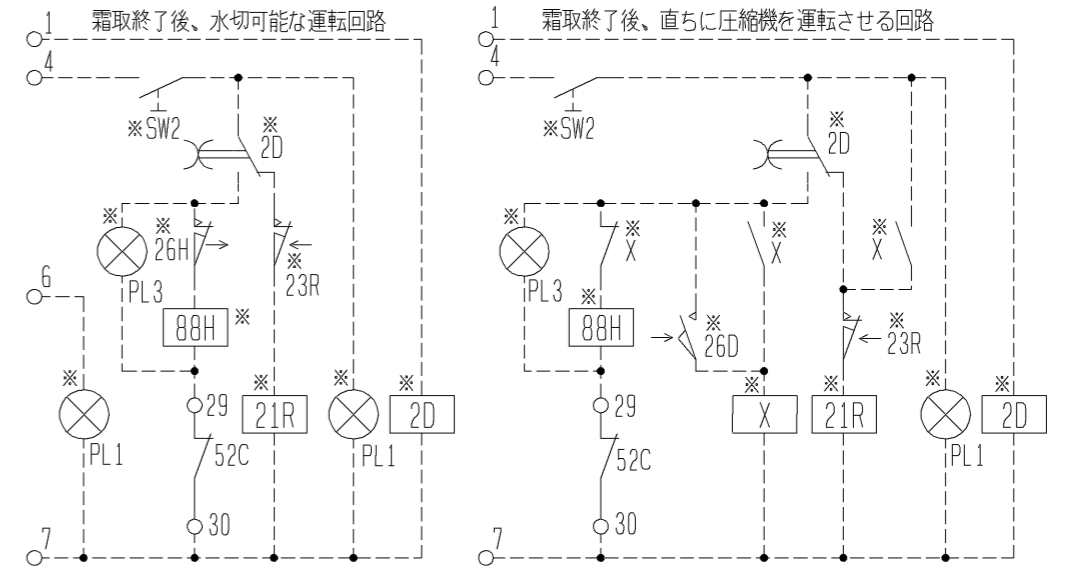 霜取終了後、水切可能な運転回路
1
4
※SW2
※
2D
※
PL3
※
26H
※
23R
6
88H
※
※
PL1
29
※
21R
※
PL1
※
2D
52C
30
7
霜取終了後、直ちに圧縮機を運転させる回路
1
4
※SW2
※
2D
※
PL3
※
X
※
X
※
X
※
88H
※
26D
※
23R
29
※
X
※
21R
※
PL1
※
2D
52C
30
7